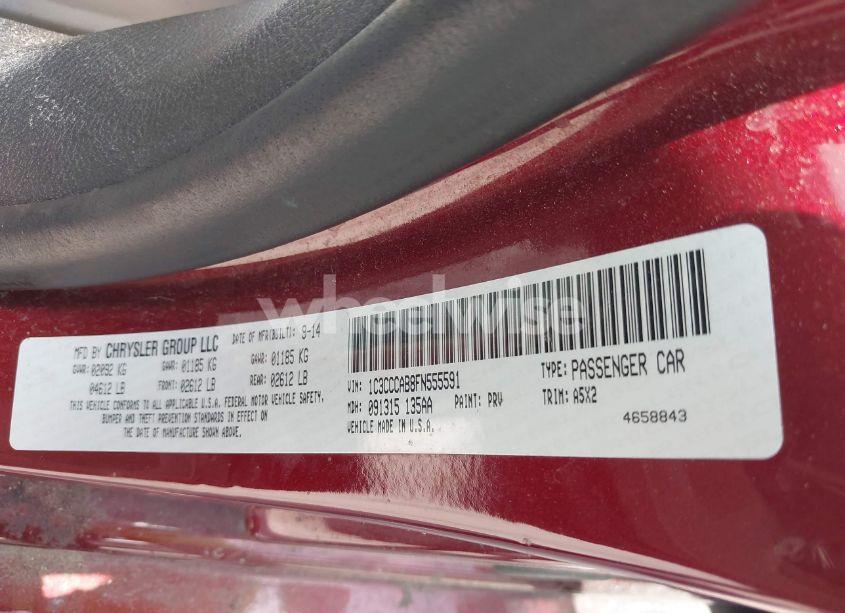 MFD BY CHRYSLER GROUP LLC DATE OF MFR(BUILT): 9-14
GVWR: 02092 KG GAWR: 01185 KG GAWR: 01185 KG
04612 LB FRONT: 02612 LB REAR: 02612 LB
THIS VEHICLE CONFORMS TO ALL APPLICABLE U.S.A. FEDERAL MOTOR VEHICLE SAFETY,
BUMPER AND THEFT PREVENTION STANDARDS IN EFFECT ON
THE DATE OF MANUFACTURE SHOWN ABOVE.
VIN: 1C3CCCAB8FN555591 TYPE: PASSENGER CAR
MDH: 091315 135AA PAINT: PRV TRIM: A5X2
VEHICLE MADE IN U.S.A. 4658843
wheelwise